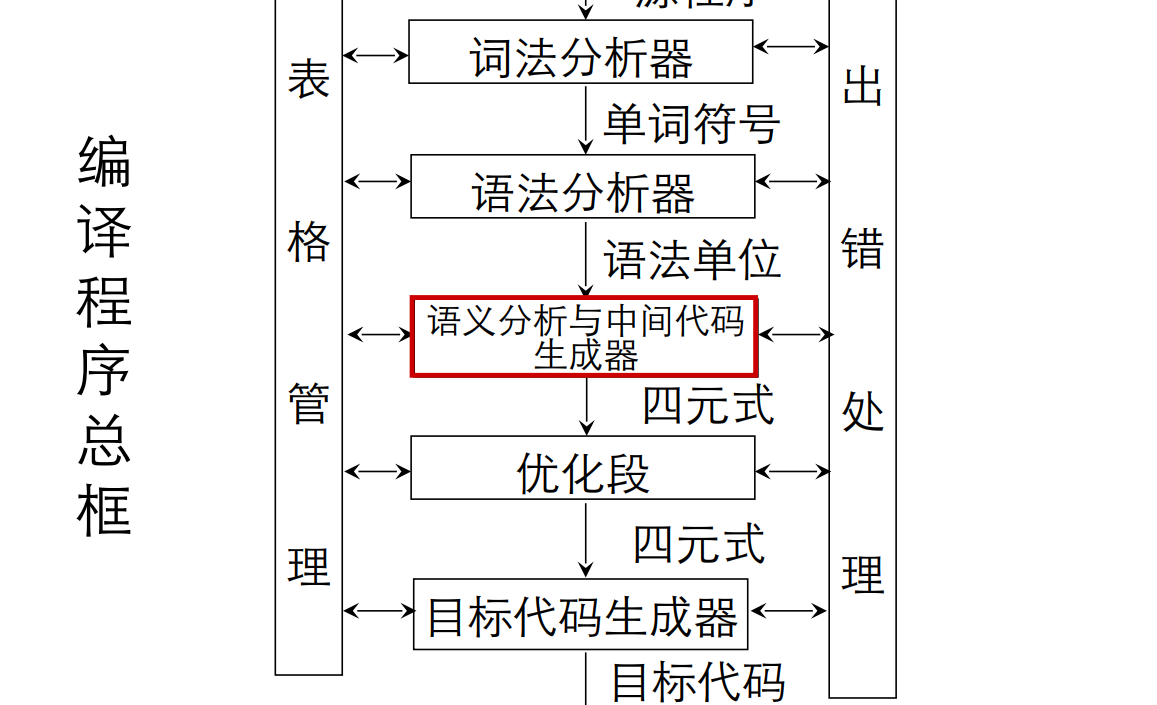 编译程序总框
表格管理
源程序
词法分析器
单词符号
语法分析器
语法单位
语义分析与中间代码
生成器
四元式
优化段
四元式
目标代码生成器
目标代码
出错处理